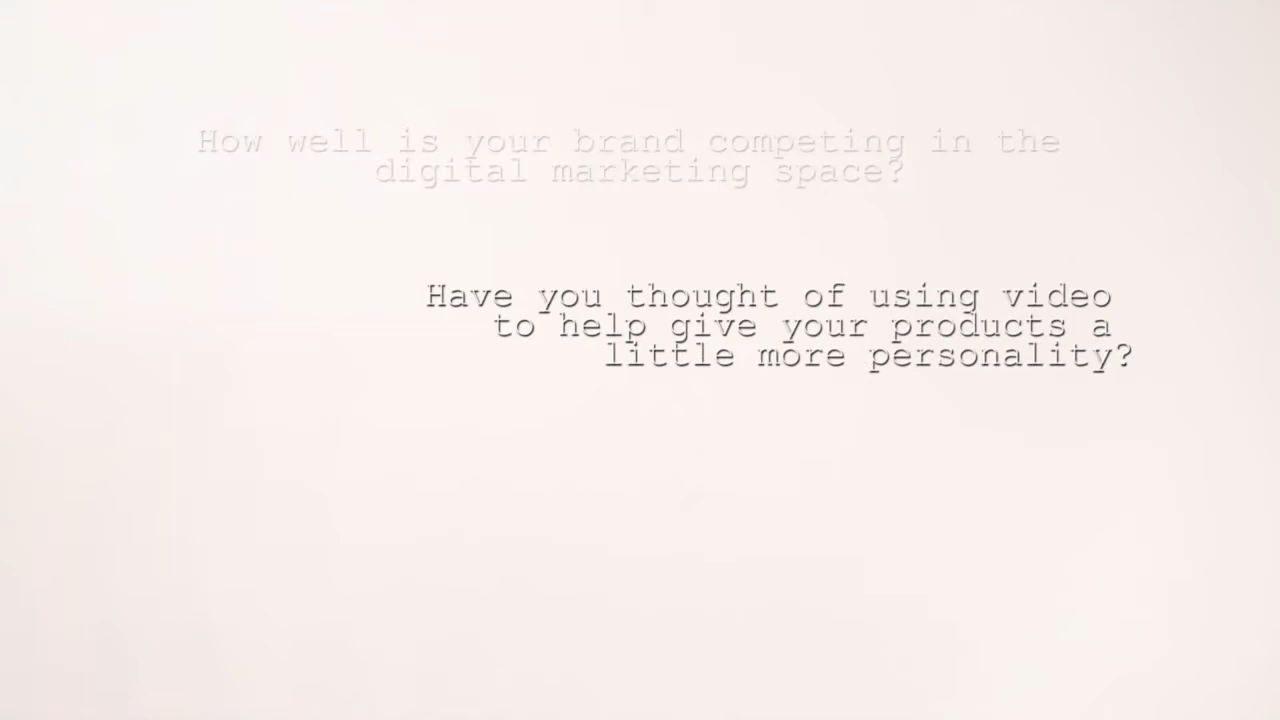 How well is your brand competing in the
digital marketing space?
Have you thought of using video
to help give your products a
little more personality?